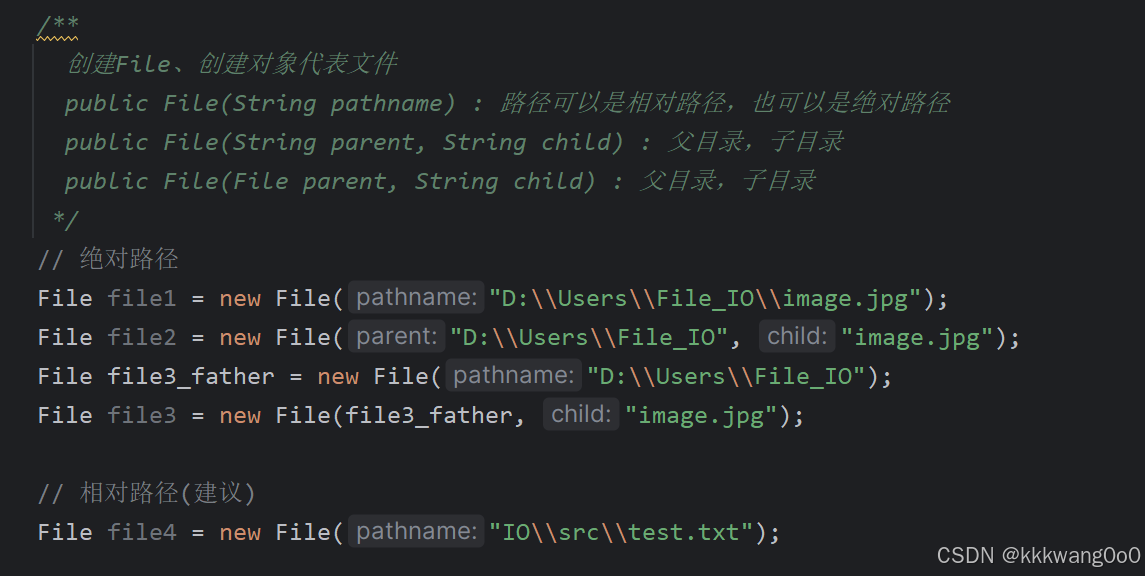 /**
创建File、创建对象代表文件
public File(String pathname) : 路径可以是相对路径，也可以是绝对路径
public File(String parent, String child) : 父目录，子目录
public File(File parent, String child) : 父目录，子目录
*/
// 绝对路径
File file1 = new File( pathname: "D:\\Users\\File_IO\\image.jpg");
File file2 = new File( parent: "D:\\Users\\File_IO", child: "image.jpg");
File file3_father = new File( pathname: "D:\\Users\\File_IO");
File file3 = new File(file3_father, child: "image.jpg");
// 相对路径(建议)
File file4 = new File( pathname: "IO\\src\\test.txt");
CSDN @kkkwang0o0